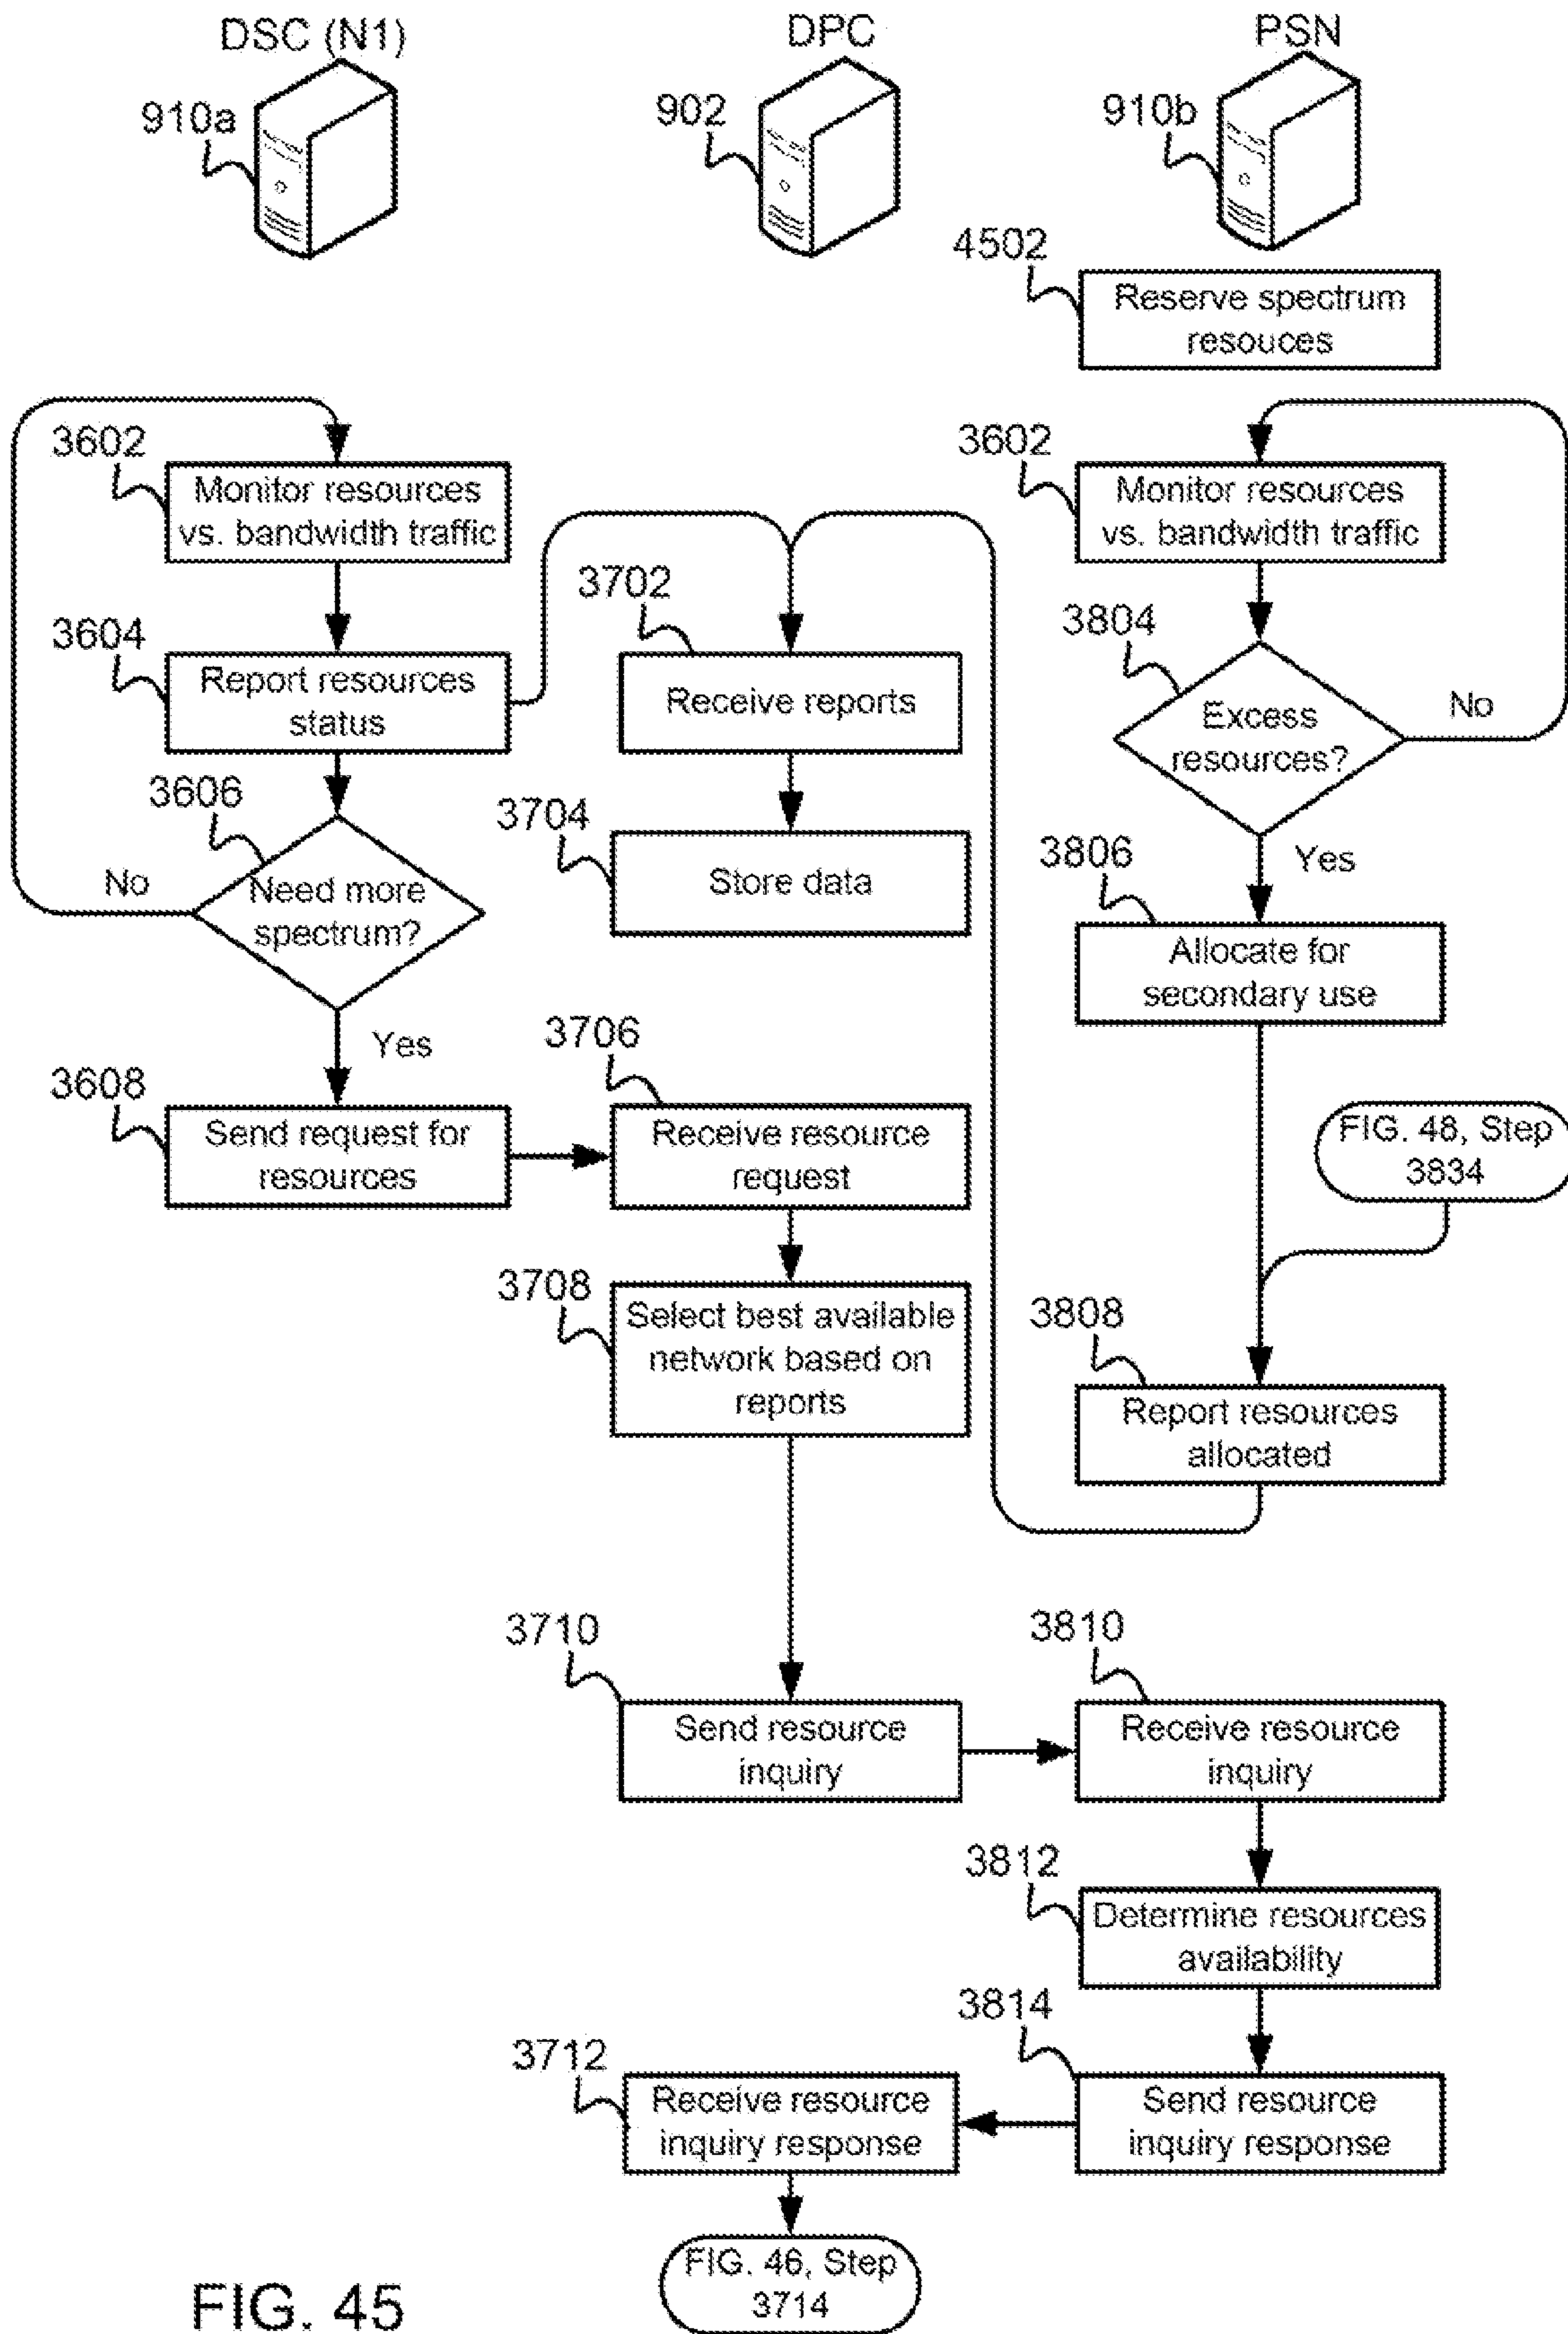 DSC (N1)
DPC
PSN
910a
902
910b
4502
Reserve spectrum
resouces
3602
Monitor resources
vs. bandwidth traffic
3602
Monitor resources
vs. bandwidth traffic
3604
Report resources
status
3702
Receive reports
3804
Excess
resources?
No
3606
Need more
spectrum?
No
Yes
3704
Store data
Yes
3806
Allocate for
secondary use
3608
Send request for
resources
3706
Receive resource
request
FIG. 48, Step
3834
3708
Select best available
network based on
reports
3808
Report resources
allocated
3710
Send resource
inquiry
3810
Receive resource
inquiry
3812
Determine resources
availability
3814
Send resource
inquiry response
3712
Receive resource
inquiry response
FIG. 46, Step
3714
FIG. 45